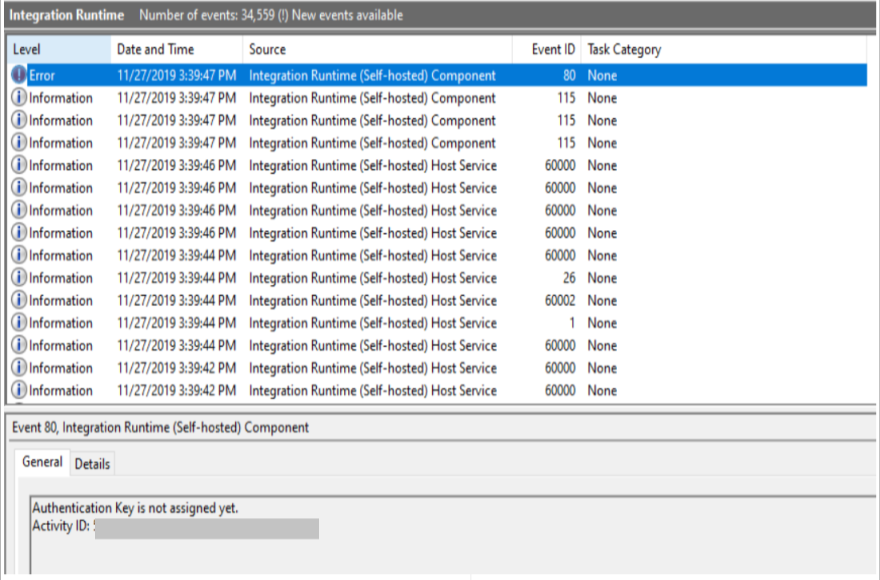 Integration Runtime Number of events: 34,559 (!) New events available
Level Date and Time Source Event ID Task Category
Error 11/27/2019 3:39:47 PM Integration Runtime (Self-hosted) Component 80 None
Information 11/27/2019 3:39:47 PM Integration Runtime (Self-hosted) Component 115 None
Information 11/27/2019 3:39:47 PM Integration Runtime (Self-hosted) Component 115 None
Information 11/27/2019 3:39:47 PM Integration Runtime (Self-hosted) Component 115 None
Information 11/27/2019 3:39:46 PM Integration Runtime (Self-hosted) Host Service 60000 None
Information 11/27/2019 3:39:46 PM Integration Runtime (Self-hosted) Host Service 60000 None
Information 11/27/2019 3:39:46 PM Integration Runtime (Self-hosted) Host Service 60000 None
Information 11/27/2019 3:39:46 PM Integration Runtime (Self-hosted) Host Service 60000 None
Information 11/27/2019 3:39:44 PM Integration Runtime (Self-hosted) Host Service 60000 None
Information 11/27/2019 3:39:44 PM Integration Runtime (Self-hosted) Host Service 26 None
Information 11/27/2019 3:39:44 PM Integration Runtime (Self-hosted) Host Service 60002 None
Information 11/27/2019 3:39:44 PM Integration Runtime (Self-hosted) Host Service 1 None
Information 11/27/2019 3:39:44 PM Integration Runtime (Self-hosted) Host Service 60000 None
Information 11/27/2019 3:39:42 PM Integration Runtime (Self-hosted) Host Service 60000 None
Information 11/27/2019 3:39:42 PM Integration Runtime (Self-hosted) Host Service 60000 None
Event 80, Integration Runtime (Self-hosted) Component
General Details
Authentication Key is not assigned yet.
Activity ID: